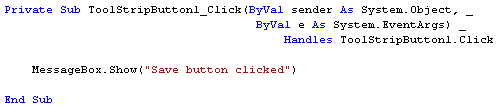 Private Sub ToolStripButton1_Click(ByVal sender As System.Object, _
ByVal e As System.EventArgs) _
Handles ToolStripButton1.Click
MessageBox.Show("Save button clicked")
End Sub